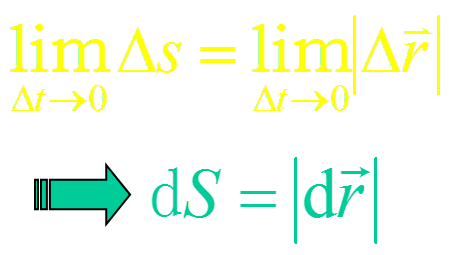 lim Δs = lim|Δr⃗|
Δt→0 Δt→0
dS = |dr⃗|